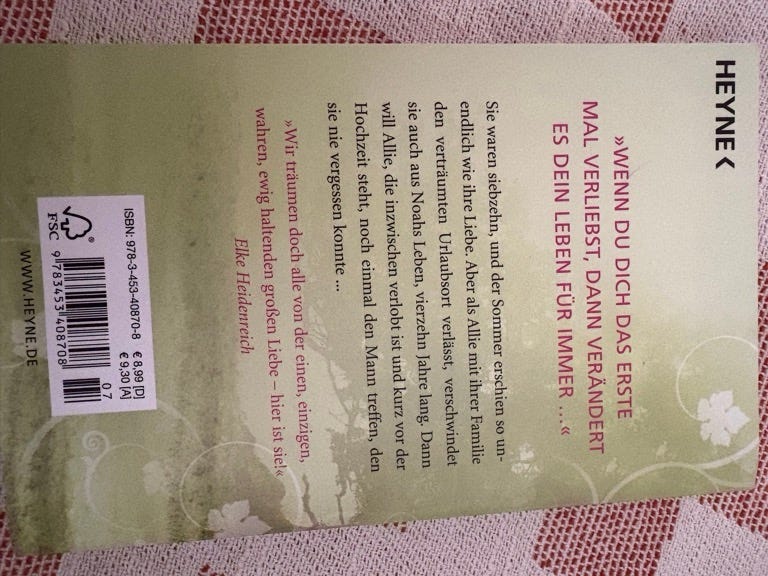 HEYNE<
»WENN DU DICH DAS ERSTE
MAL VERLIEBST, DANN VERÄNDERT
ES DEIN LEBEN FÜR IMMER ...«
Sie waren siebzehn, und der Sommer erschien so un-
endlich wie ihre Liebe. Aber als Allie mit ihrer Familie
den verträumten Urlaubsort verlässt, verschwindet
sie auch aus Noahs Leben, vierzehn Jahre lang. Dann
will Allie, die inzwischen verlobt ist und kurz vor der
Hochzeit steht, noch einmal den Mann treffen, den
sie nie vergessen konnte ...
»Wir träumen doch alle von der einen, einzigen,
wahren, ewig haltenden großen Liebe – hier ist sie!«
Elke Heidenreich
ISBN: 978-3-453-40870-8
€ 8,99 [D]
€ 9,30 [A]
07
9 783453 408708
FSC®
WWW.HEYNE.DE